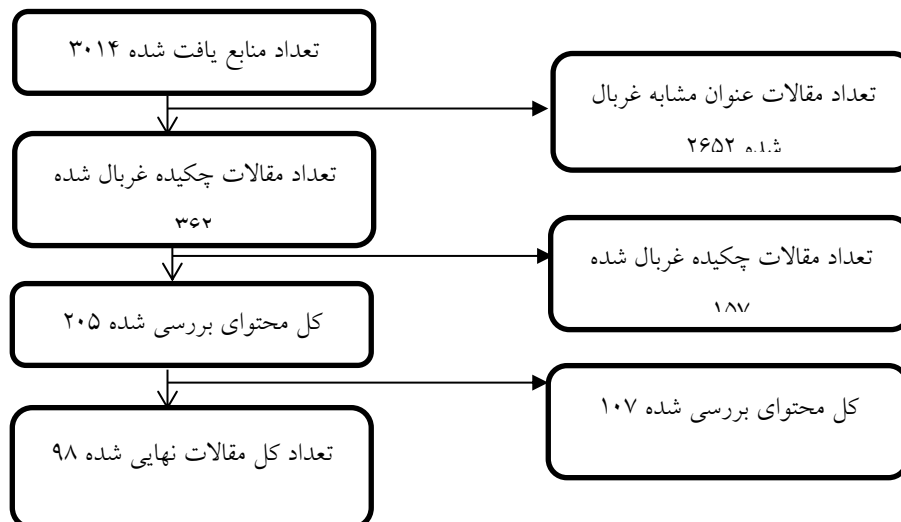 تعداد منابع یافت شده ۳۰۱۴
تعداد مقالات عنوان مشابه غربال
شده ۲۶۵۲
تعداد مقالات چکیده غربال شده
۳۶۲
تعداد مقالات چکیده غربال شده
۱۵۷
کل محتوای بررسی شده ۲۰۵
کل محتوای بررسی شده ۱۰۷
تعداد کل مقالات نهایی شده ۹۸